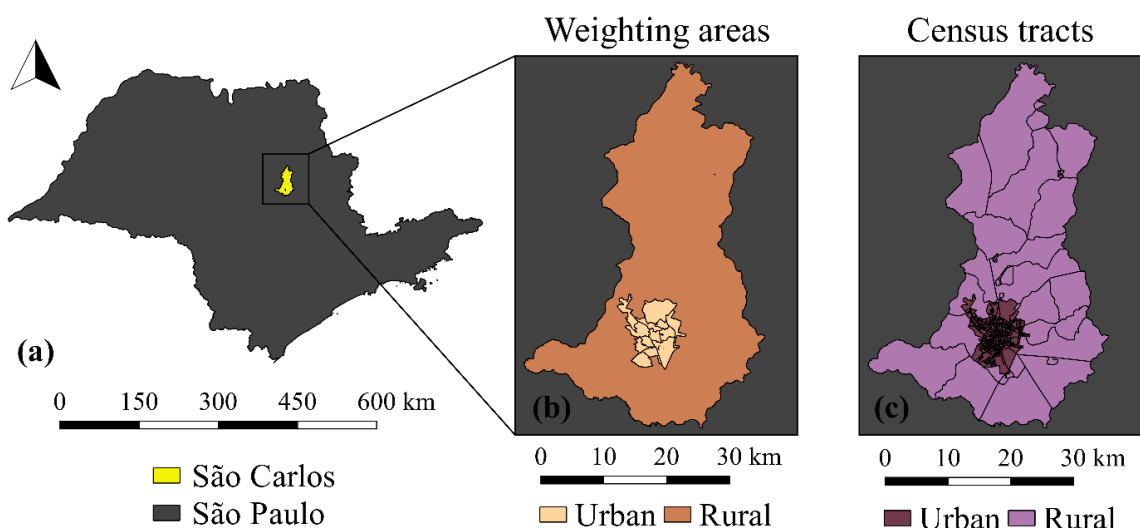 Weighting areas
Census tracts
(a)
(b)
(c)
0 150 300 450 600 km
0 10 20 30 km
0 10 20 30 km
São Carlos
São Paulo
Urban Rural
Urban Rural